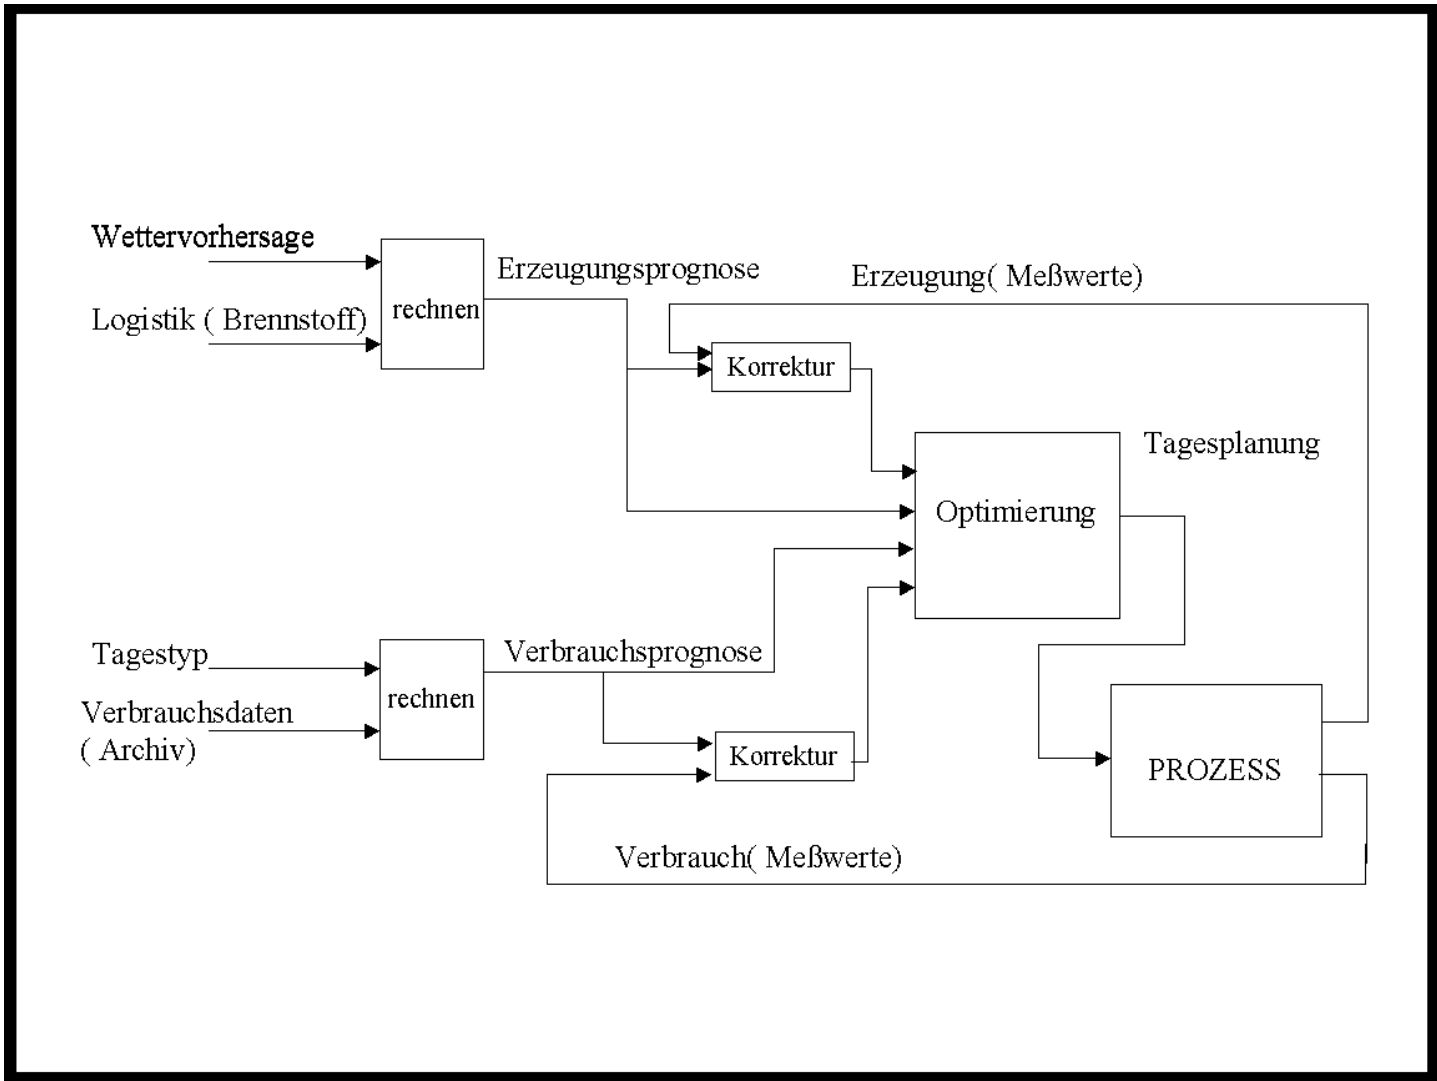 Wettervorhersage
Erzeugungsprognose
Erzeugung( Meßwerte)
rechnen
Logistik ( Brennstoff)
Korrektur
Tagesplanung
Optimierung
Tagestyp
Verbrauchsprognose
rechnen
Verbrauchsdaten
( Archiv)
Korrektur
PROZESS
Verbrauch( Meßwerte)